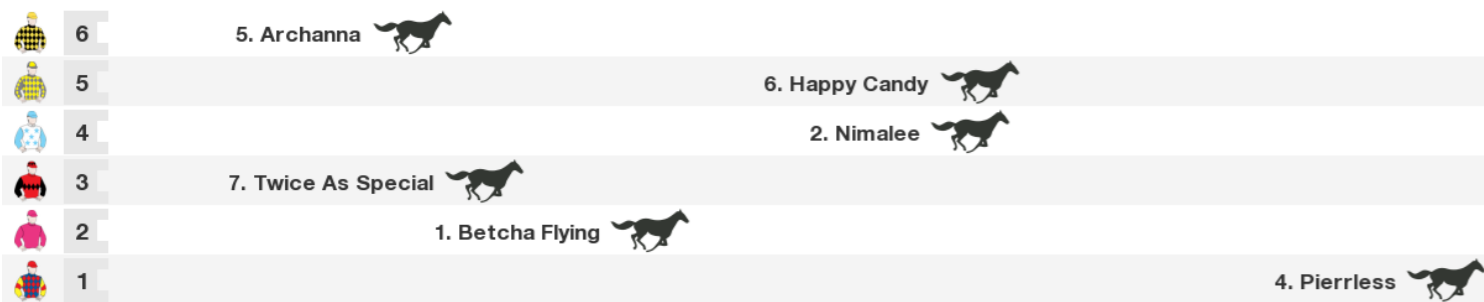 6 5. Archanna
5 6. Happy Candy
4 2. Nimalee
3 7. Twice As Special
2 1. Betcha Flying
1 4. Pierrless